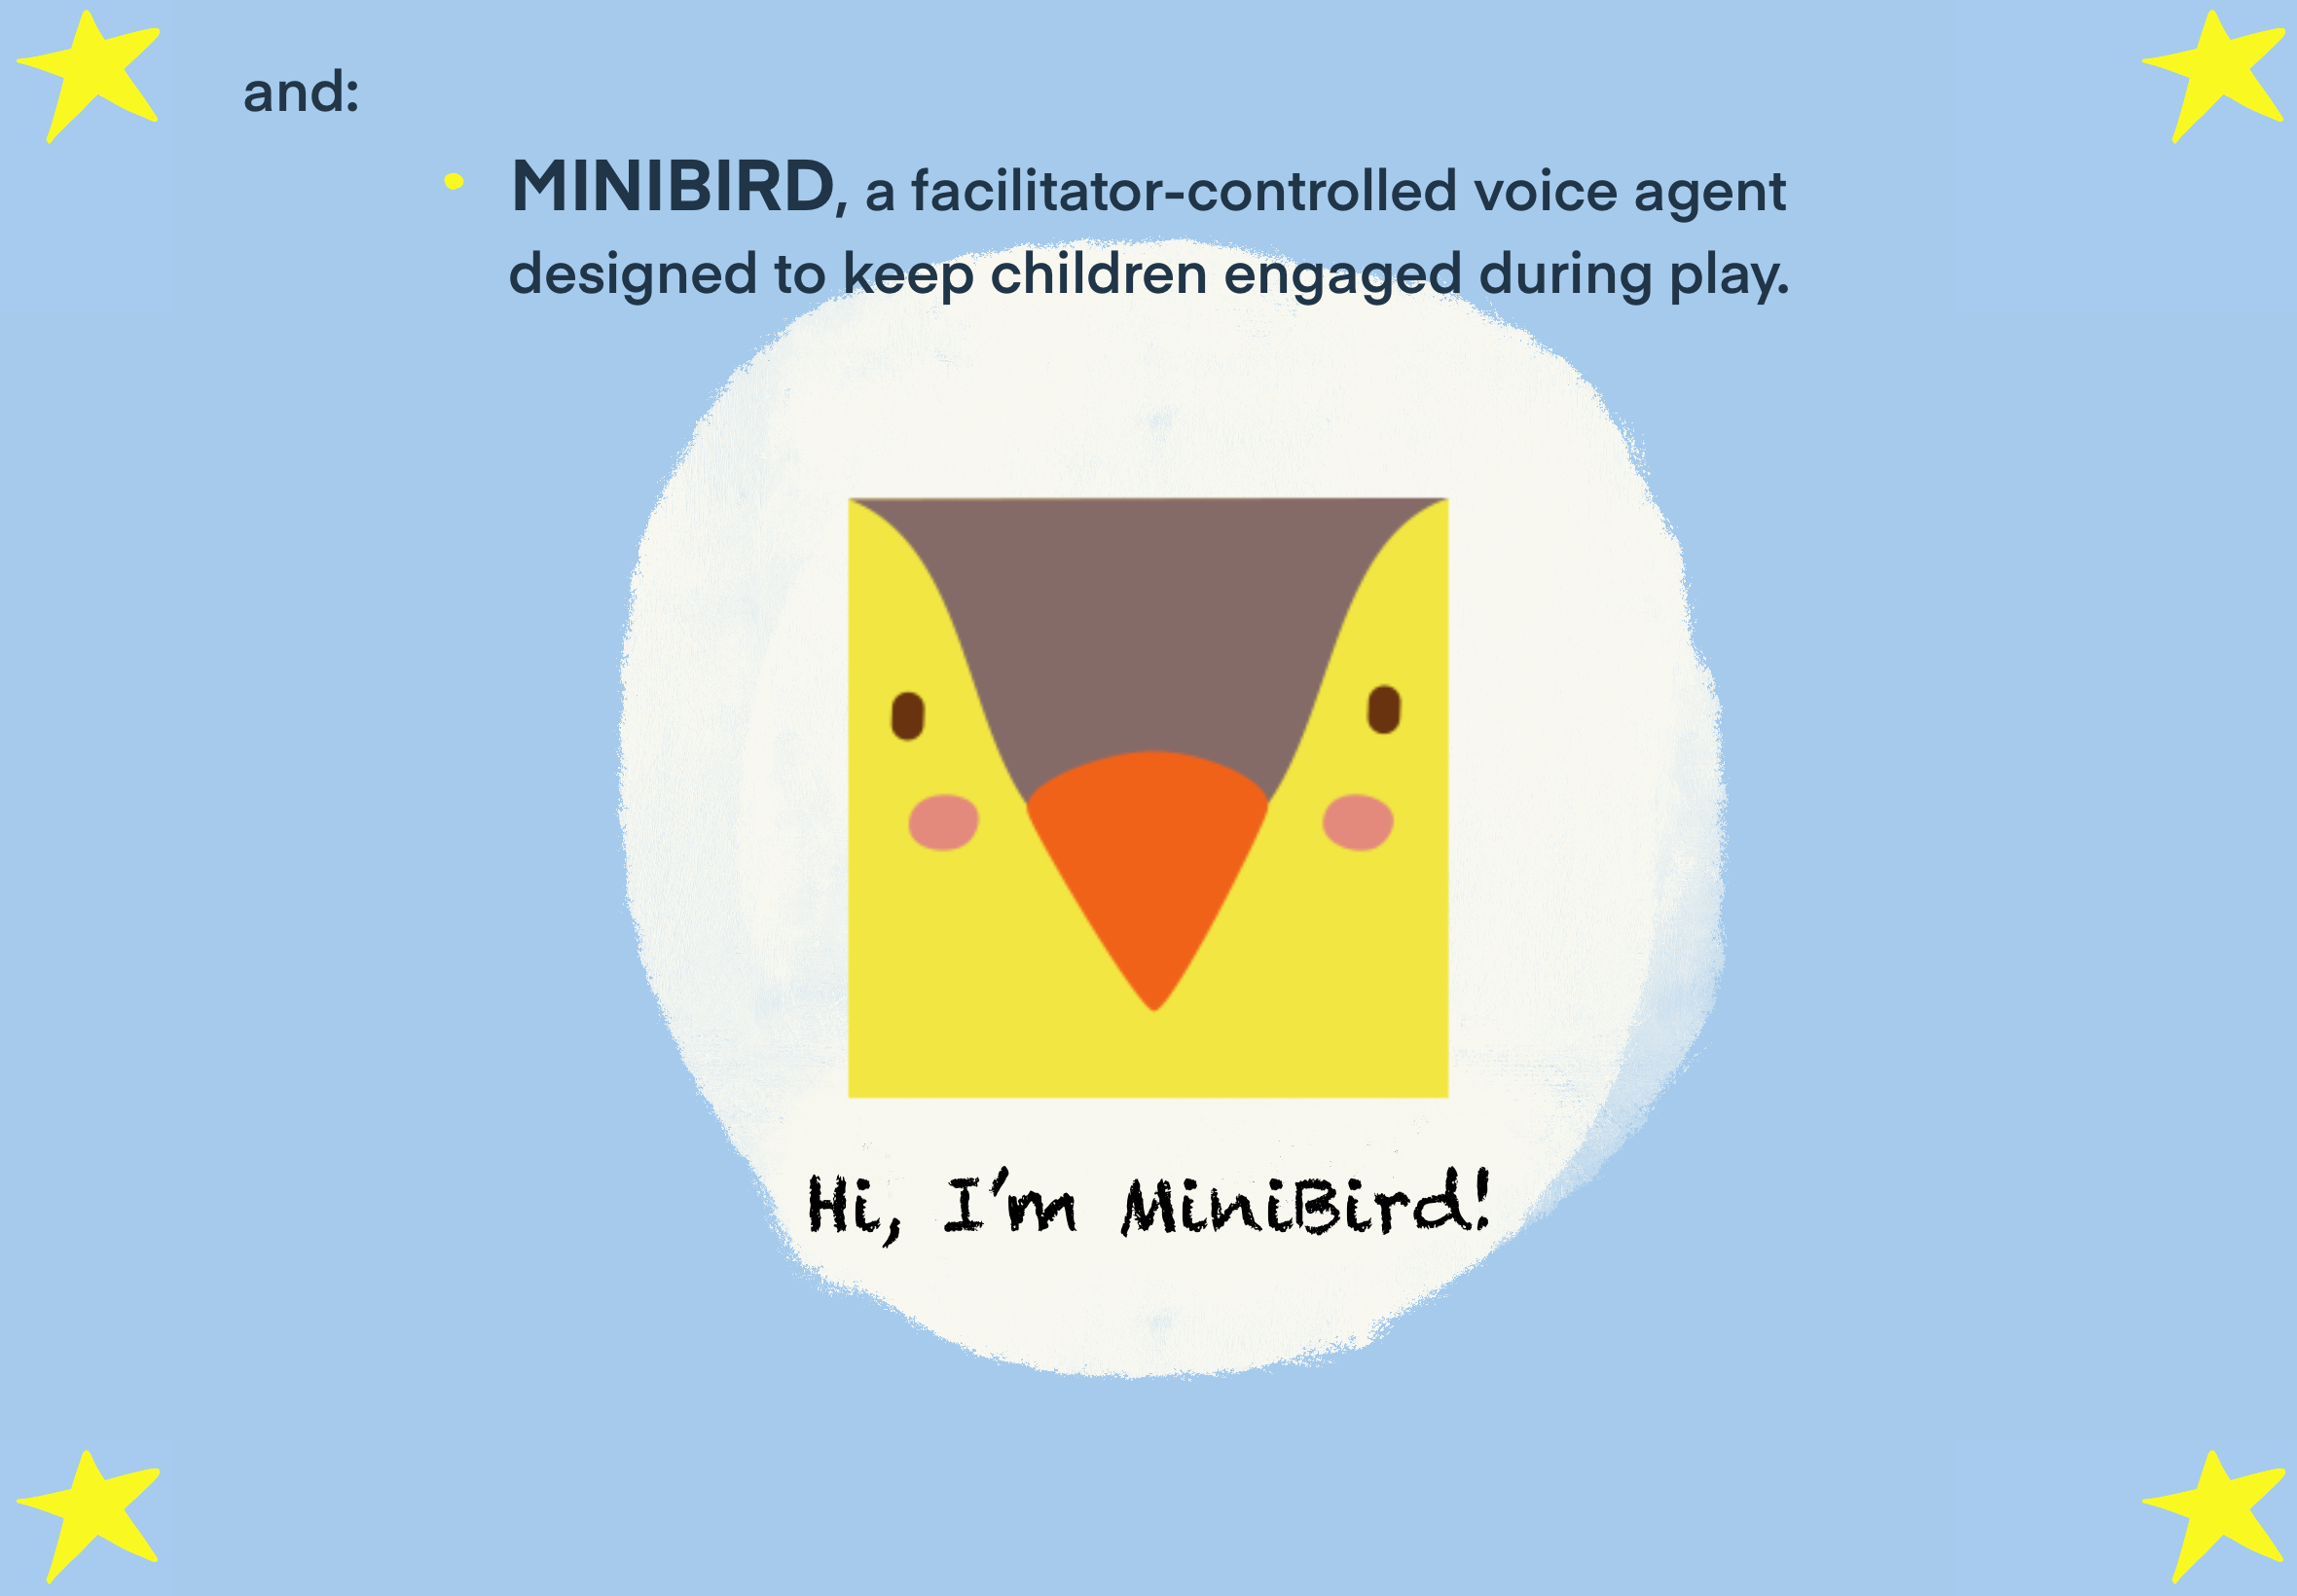 and:
MINIBIRD, a facilitator-controlled voice agent
designed to keep children engaged during play.
Hi, I'm MiniBird!